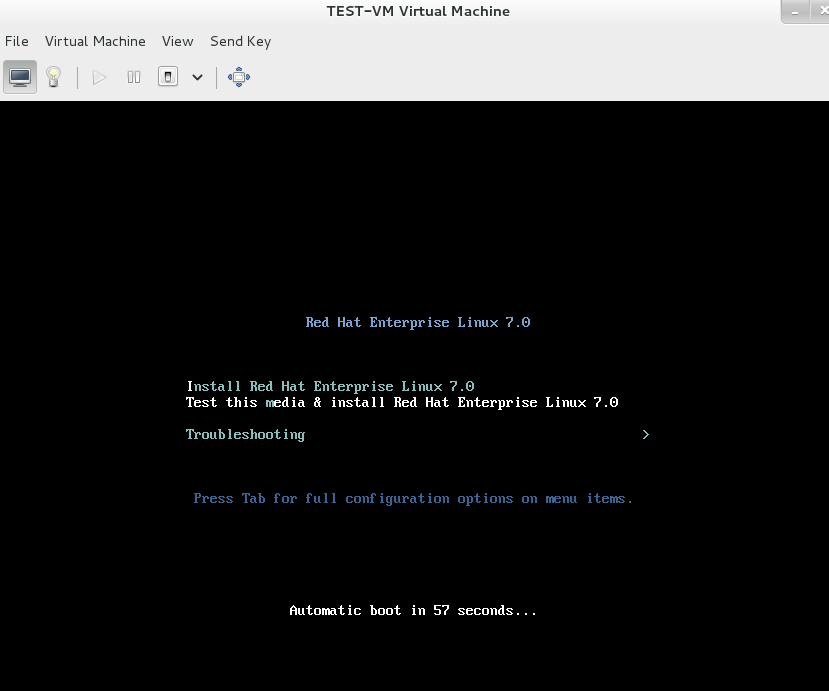 TEST-VM Virtual Machine
File Virtual Machine View Send Key
Red Hat Enterprise Linux 7.0
Install Red Hat Enterprise Linux 7.0
Test this media & install Red Hat Enterprise Linux 7.0
Troubleshooting >
Press Tab for full configuration options on menu items.
Automatic boot in 57 seconds...